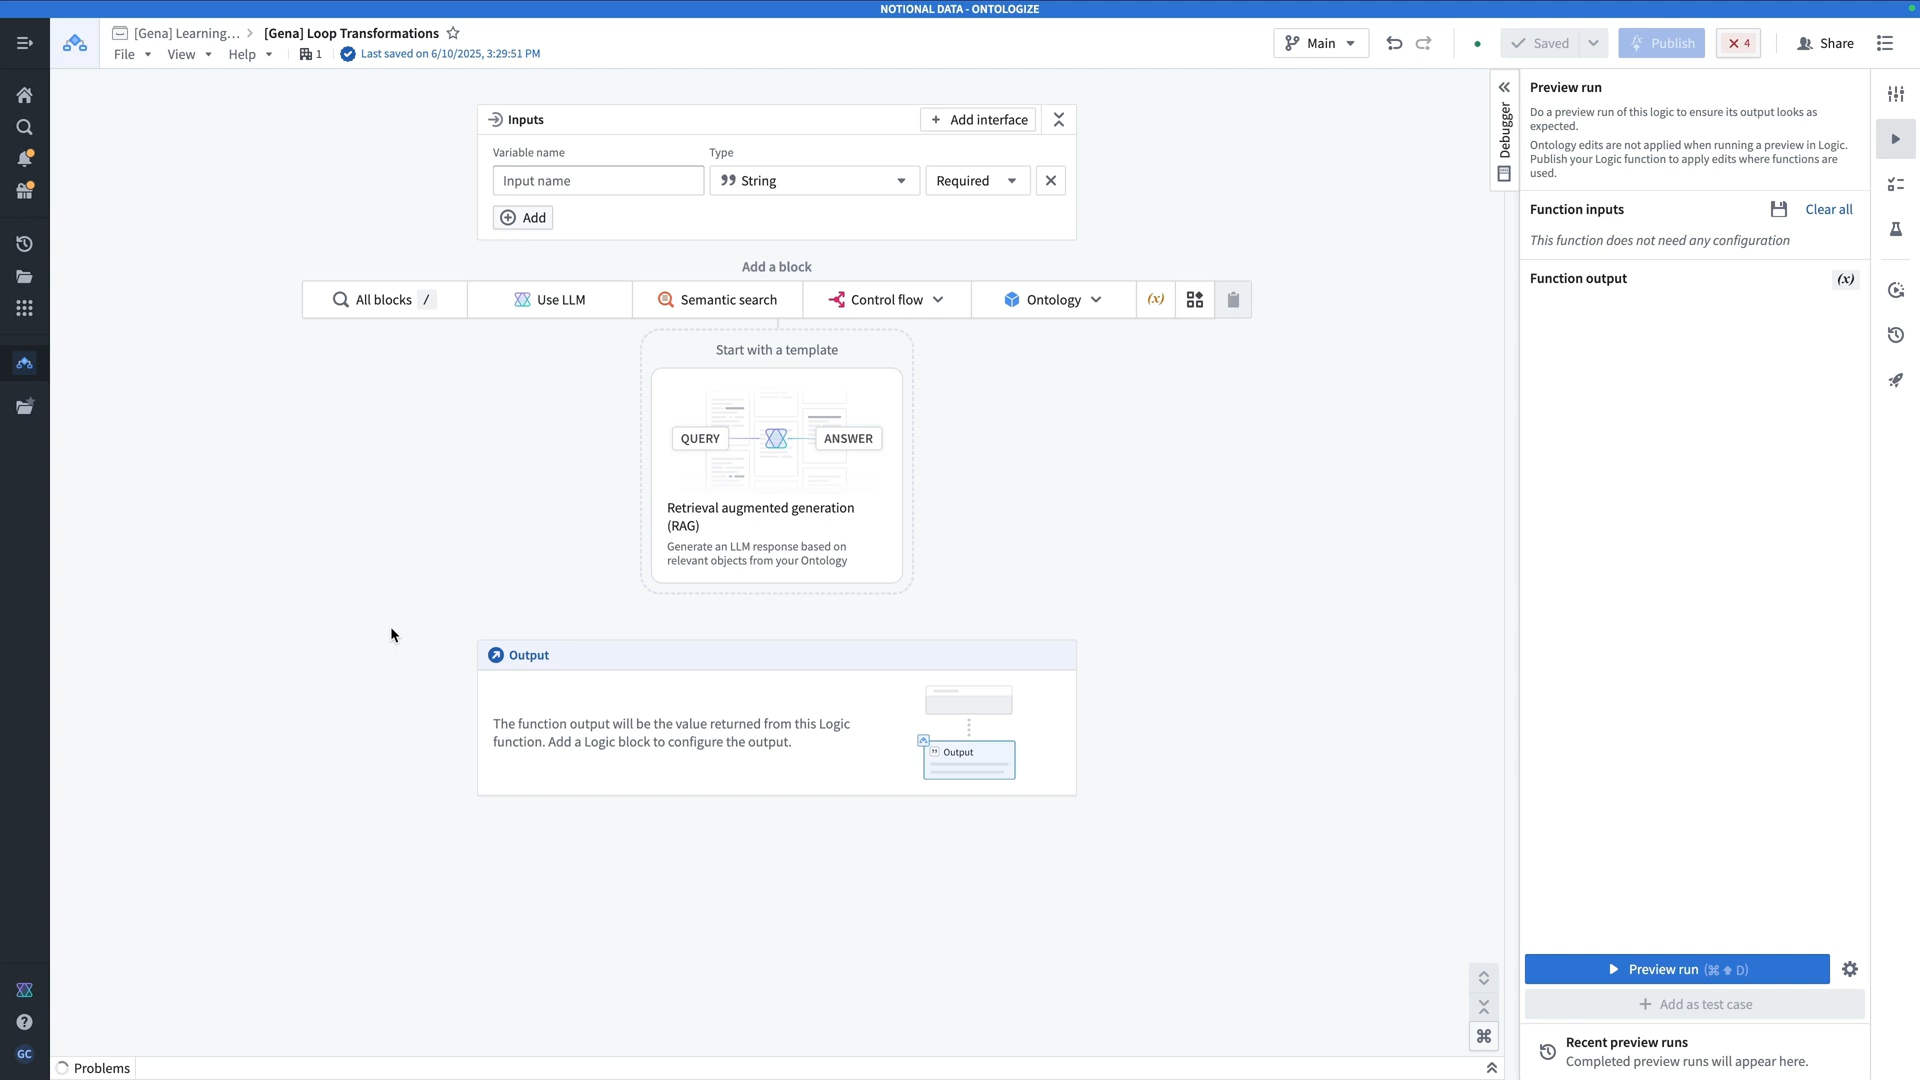 NOTIONAL DATA - ONTOLOGIZE
[Gena] Learning... > [Gena] Loop Transformations
File View Help 1 Last saved on 6/10/2025, 3:29:51 PM
Main
Saved
Publish
4
Share
Inputs
Add interface
Variable name Type
Input name
String
Required
Add
Add a block
All blocks /
Use LLM
Semantic search
Control flow
Ontology
(x)
Start with a template
QUERY
ANSWER
Retrieval augmented generation
(RAG)
Generate an LLM response based on
relevant objects from your Ontology
Output
The function output will be the value returned from this Logic
function. Add a Logic block to configure the output.
Output
Debugger
Preview run
Do a preview run of this logic to ensure its output looks as
expected.
Ontology edits are not applied when running a preview in Logic.
Publish your Logic function to apply edits where functions are
used.
Function inputs
Clear all
This function does not need any configuration
Function output
(x)
Preview run (⌘ ⇧ D)
Add as test case
Recent preview runs
Completed preview runs will appear here.
GC
Problems